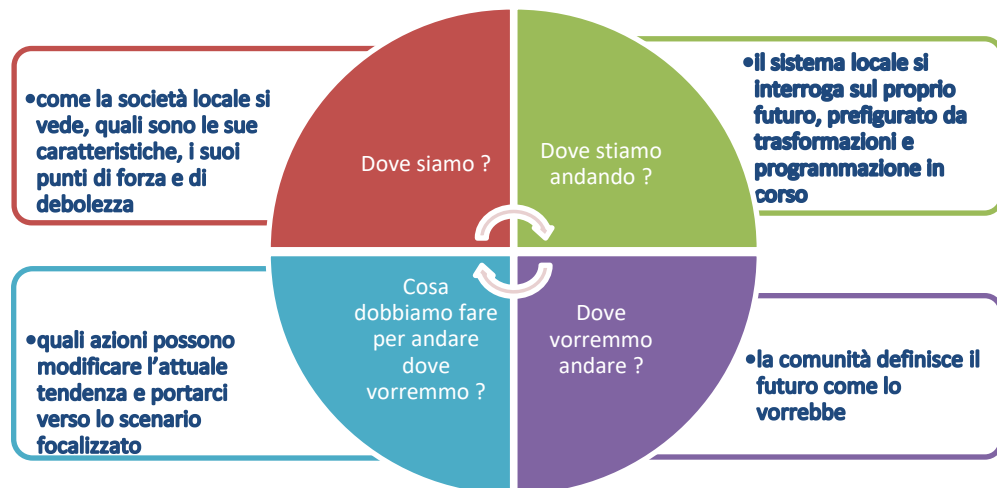 •come la società locale si
vede, quali sono le sue
caratteristiche, i suoi
punti di forza e di
debolezza
Dove siamo ?
Dove stiamo
andando ?
•il sistema locale si
interroga sul proprio
futuro, prefigurato da
trasformazioni e
programmazione in
corso
•quali azioni possono
modificare l’attuale
tendenza e portarci
verso lo scenario
focalizzato
Cosa
dobbiamo fare
per andare
dove
vorremmo ?
Dove
vorremmo
andare ?
•la comunità definisce il
futuro come lo
vorrebbe